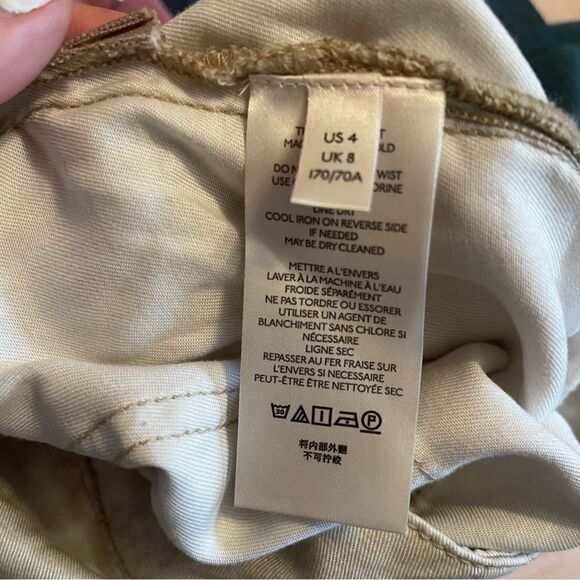 US 4
UK 8
170/70A
LINE DRY
COOL IRON ON REVERSE SIDE
IF NEEDED
MAY BE DRY CLEANED
METTRE A L'ENVERS
LAVER À LA MACHINE À L'EAU
FROIDE SÉPARÉMENT
NE PAS TORDRE OU ESSORER
UTILISER UN AGENT DE
BLANCHIMENT SANS CHLORE SI
NÉCESSAIRE
LIGNE SEC
REPASSER AU FER FRAISE SUR
L'ENVERS SI NECESSAIRE
PEUT-ÊTRE ÊTRE NETTOYÉE SEC
30
P
将内部外翻
不可拧绞